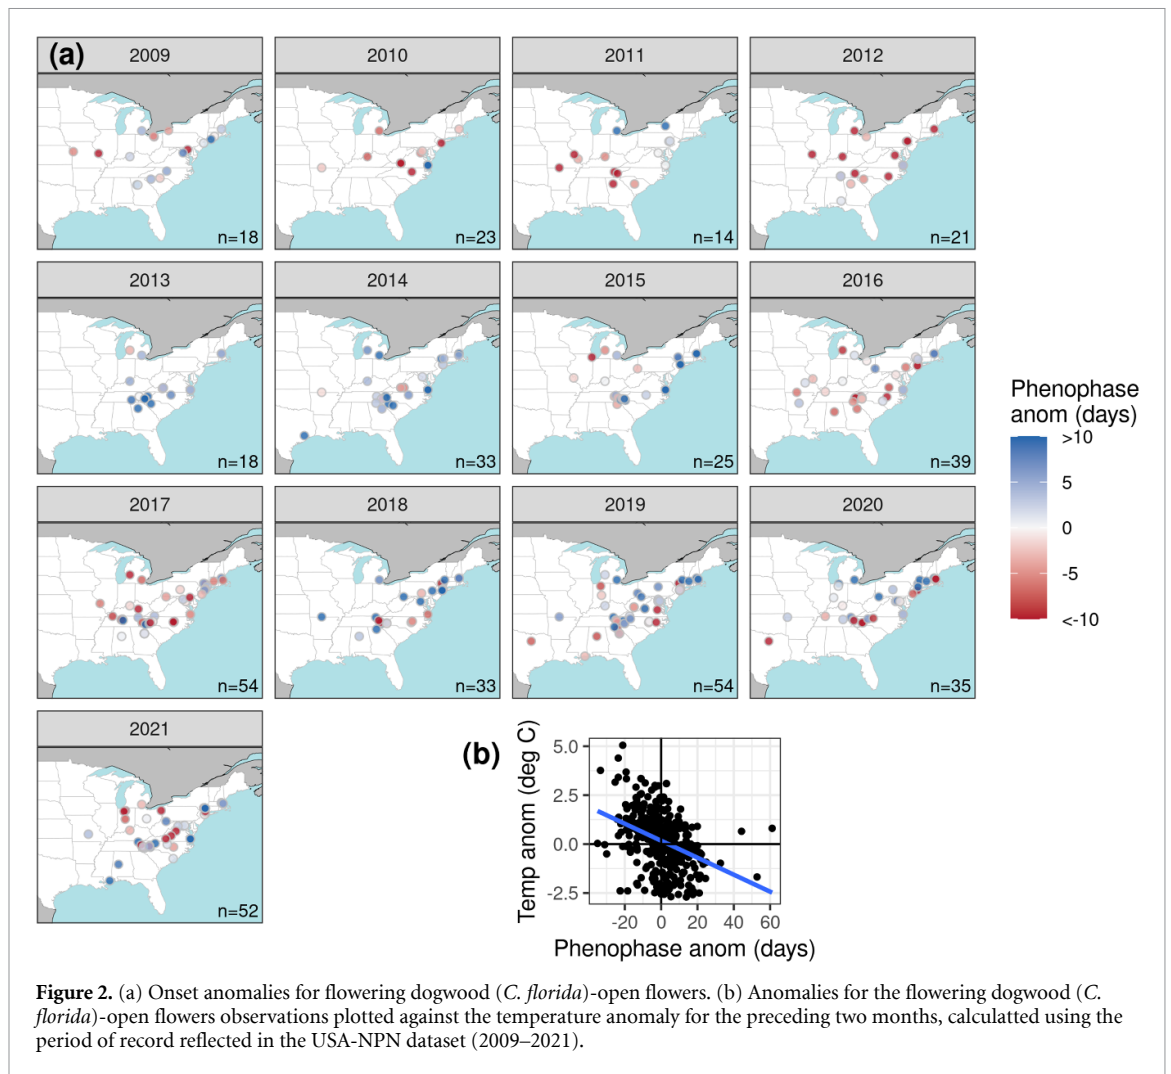 (a)
2009
2010
2011
2012
n=18
n=23
n=14
n=21
2013
2014
2015
2016
n=18
n=33
n=25
n=39
Phenophase
anom (days)
>10
5
0
-5
<-10
2017
2018
2019
2020
n=54
n=33
n=54
n=35
2021
n=52
(b)
Temp anom (deg C)
5.0
2.5
0.0
-2.5
-20 0 20 40 60
Phenophase anom (days)
Figure 2. (a) Onset anomalies for flowering dogwood (C. florida)-open flowers. (b) Anomalies for the flowering dogwood (C.
florida)-open flowers observations plotted against the temperature anomaly for the preceding two months, calculatted using the
period of record reflected in the USA-NPN dataset (2009–2021).